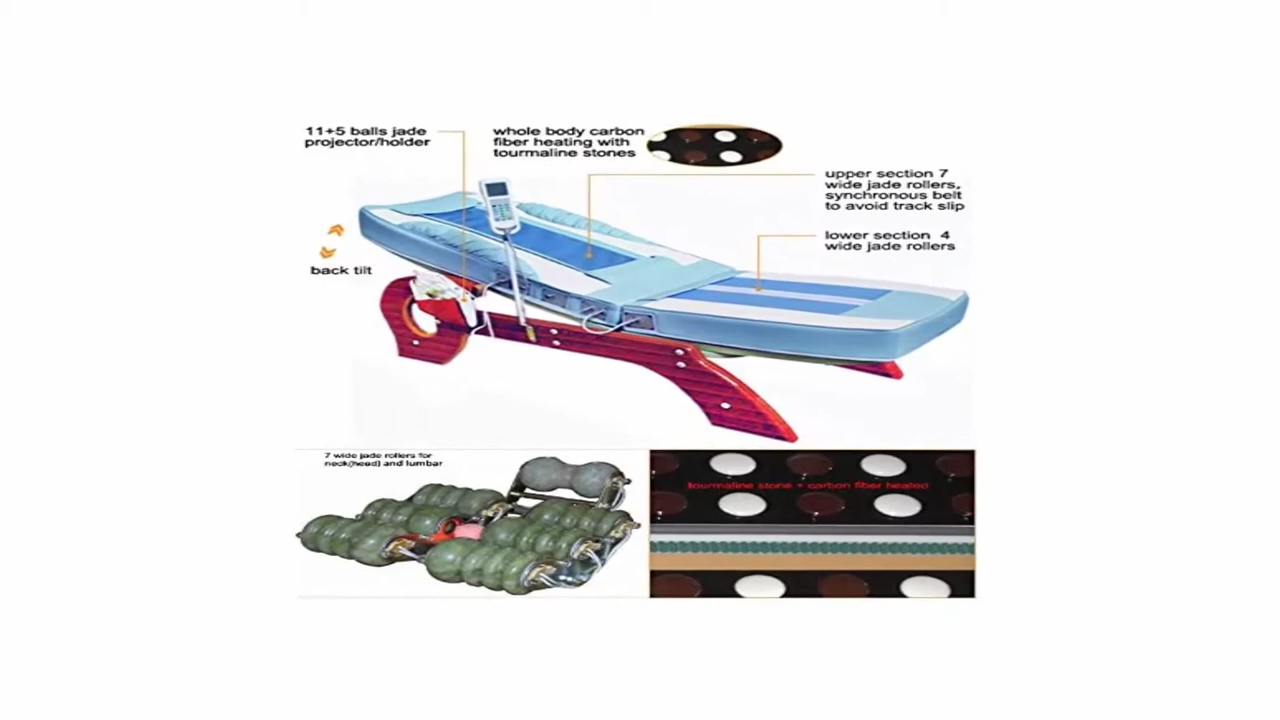 11+5 balls jade
projector/holder
whole body carbon
fiber heating with
tourmaline stones
upper section 7
wide jade rollers,
synchronous belt
to avoid track slip
lower section 4
wide jade rollers
back tilt
7 wide jade rollers for
neck(head) and lumbar
tourmaline stone + carbon fiber heated